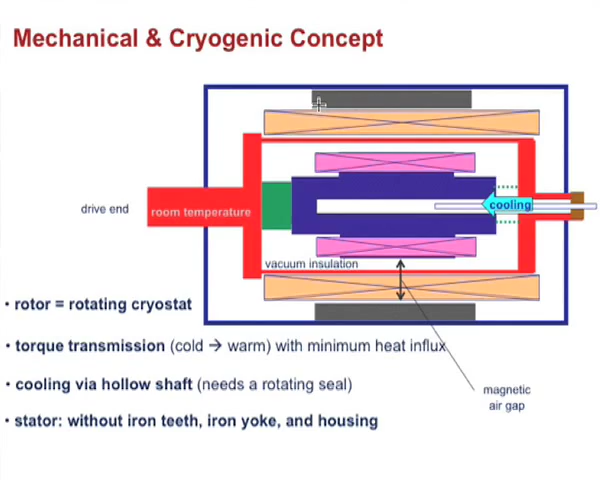 Mechanical & Cryogenic Concept
cooling
drive end
room temperature
vacuum insulation
• rotor = rotating cryostat
• torque transmission (cold → warm) with minimum heat influx
• cooling via hollow shaft (needs a rotating seal)
magnetic
air gap
• stator: without iron teeth, iron yoke, and housing